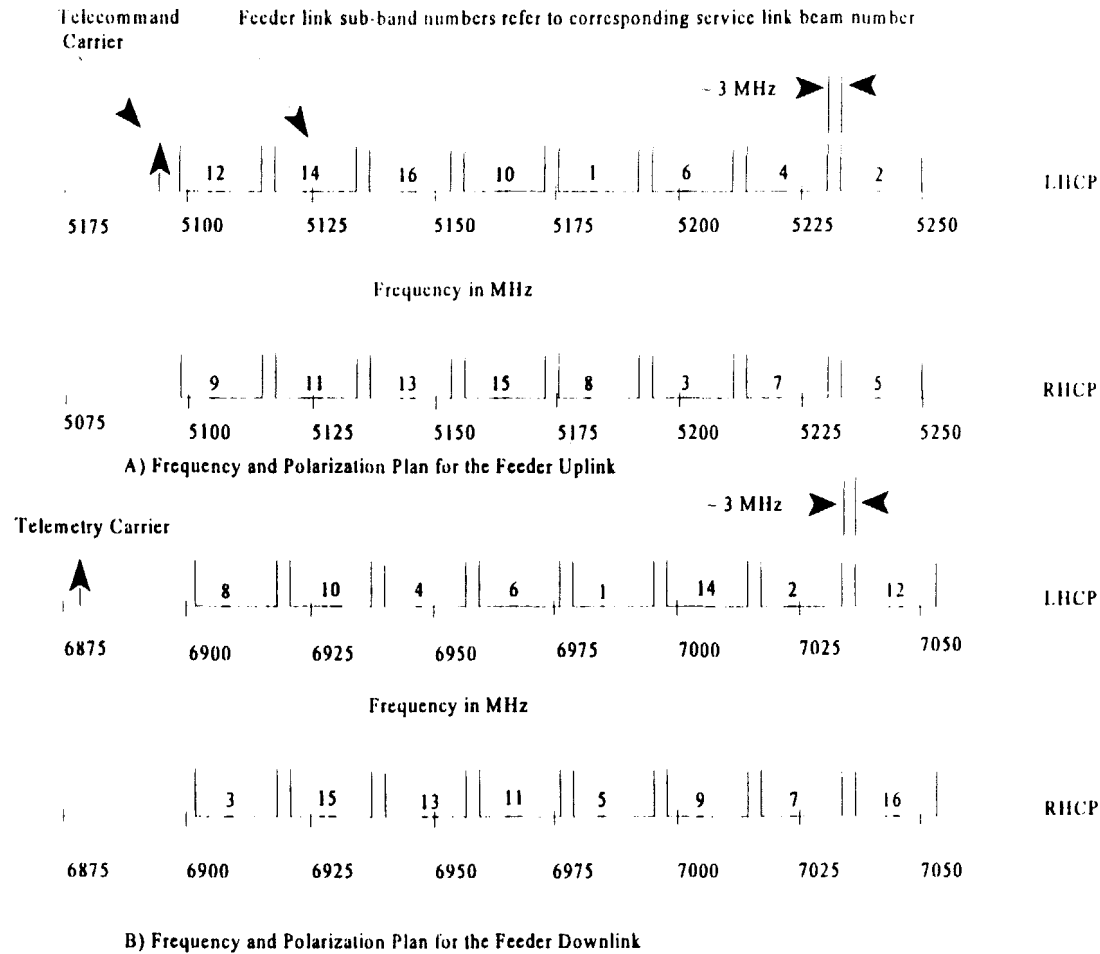 Telecommand Feeder link sub-band numbers refer to corresponding service link beam number
Carrier
~ 3 MHz
12 14 16 10 1 6 4 2 LHCP
5175 5100 5125 5150 5175 5200 5225 5250
Frequency in MHz
9 11 13 15 8 3 7 5 RHCP
5075 5100 5125 5150 5175 5200 5225 5250
A) Frequency and Polarization Plan for the Feeder Uplink
~ 3 MHz
Telemetry Carrier
8 10 4 6 1 14 2 12 LHCP
6875 6900 6925 6950 6975 7000 7025 7050
Frequency in MHz
3 15 13 11 5 9 7 16 RHCP
6875 6900 6925 6950 6975 7000 7025 7050
B) Frequency and Polarization Plan for the Feeder Downlink